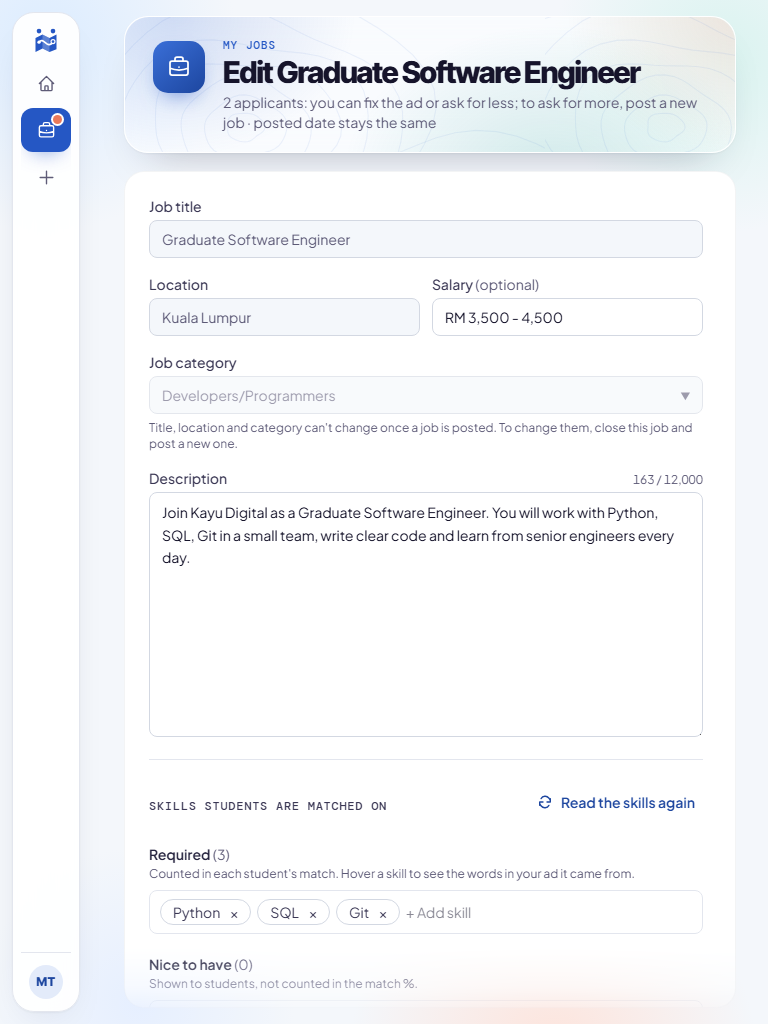 MY JOBS
Edit Graduate Software Engineer
2 applicants: you can fix the ad or ask for less; to ask for more, post a new
job · posted date stays the same
Job title
Graduate Software Engineer
Location
Salary (optional)
Kuala Lumpur
RM 3,500 - 4,500
Job category
Developers/Programmers
Title, location and category can't change once a job is posted. To change them, close this job and
post a new one.
Description
163 / 12,000
Join Kayu Digital as a Graduate Software Engineer. You will work with Python,
SQL, Git in a small team, write clear code and learn from senior engineers every
day.
SKILLS STUDENTS ARE MATCHED ON
Read the skills again
Required (3)
Counted in each student's match. Hover a skill to see the words in your ad it came from.
Python × SQL × Git × + Add skill
Nice to have (0)
Shown to students, not counted in the match %.
MT